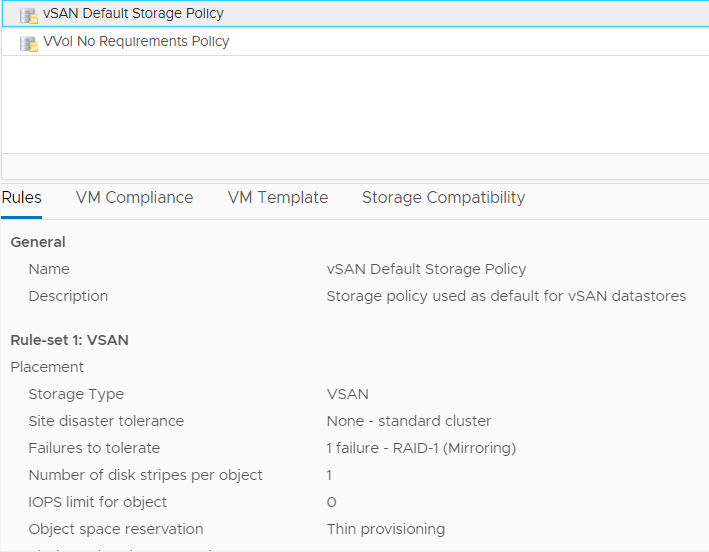 vSAN Default Storage Policy
VVol No Requirements Policy
Rules VM Compliance VM Template Storage Compatibility
General
Name vSAN Default Storage Policy
Description Storage policy used as default for vSAN datastores
Rule-set 1: VSAN
Placement
Storage Type VSAN
Site disaster tolerance None - standard cluster
Failures to tolerate 1 failure - RAID-1 (Mirroring)
Number of disk stripes per object 1
IOPS limit for object 0
Object space reservation Thin provisioning